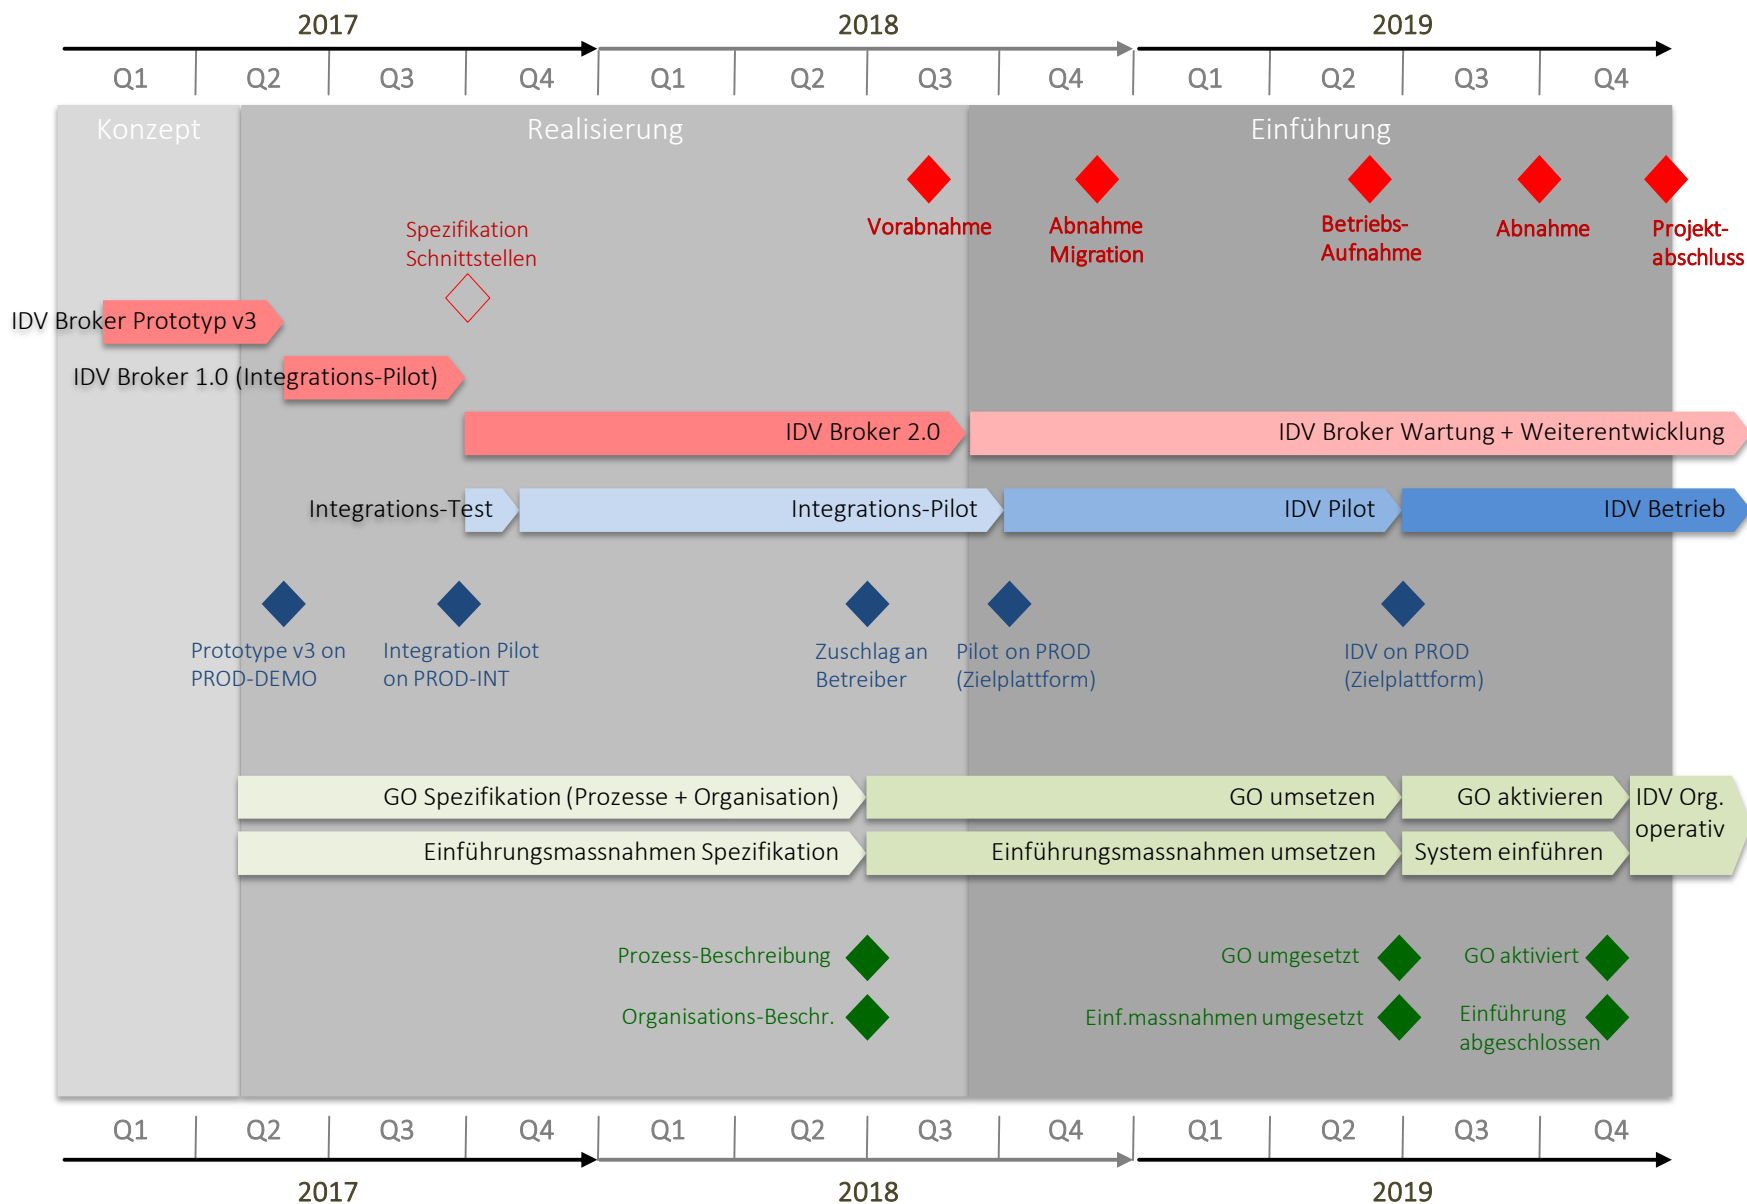 2017 2018 2019
Q1 Q2 Q3 Q4 Q1 Q2 Q3 Q4 Q1 Q2 Q3 Q4
Konzept Realisierung Einführung
Spezifikation
Schnittstellen
Vorabnahme
Abnahme
Migration
Betriebs-
Aufnahme
Abnahme
Projekt-
abschluss
IDV Broker Prototyp v3
IDV Broker 1.0 (Integrations-Pilot)
IDV Broker 2.0
IDV Broker Wartung + Weiterentwicklung
Integrations-Test
Integrations-Pilot
IDV Pilot
IDV Betrieb
Prototype v3 on
PROD-DEMO
Integration Pilot
on PROD-INT
Zuschlag an
Betreiber
Pilot on PROD
(Zielplattform)
IDV on PROD
(Zielplattform)
GO Spezifikation (Prozesse + Organisation)
GO umsetzen
GO aktivieren
IDV Org.
operativ
Einführungsmassnahmen Spezifikation
Einführungsmassnahmen umsetzen
System einführen
Prozess-Beschreibung
GO umgesetzt
GO aktiviert
Organisations-Beschr.
Einf.massnahmen umgesetzt
Einführung
abgeschlossen
Q1 Q2 Q3 Q4 Q1 Q2 Q3 Q4 Q1 Q2 Q3 Q4
2017 2018 2019